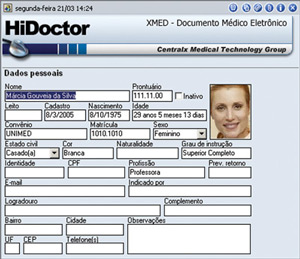 segunda-feira 21/03 14:24
HiDoctor
XMED - Documento Médico Eletrônico
Centralx Medical Technology Group
Dados pessoais
Nome Prontuário
Márcia Gouveia da Silva 111.11.00 Inativo
Leito Cadastro Nascimento Idade
8/3/2005 8/10/1975 29 anos 5 meses 13 dias
Convênio Matrícula Sexo
UNIMED 1010.1010 Feminino
Estado civil Cor Naturalidade Grau de instrução
Casado(a) Branca Superior Completo
Identidade CPF Profissão Prev. retorno
Professora
E-mail Indicado por
Logradouro Complemento
Bairro Cidade Observações
UF CEP Telefone(s)